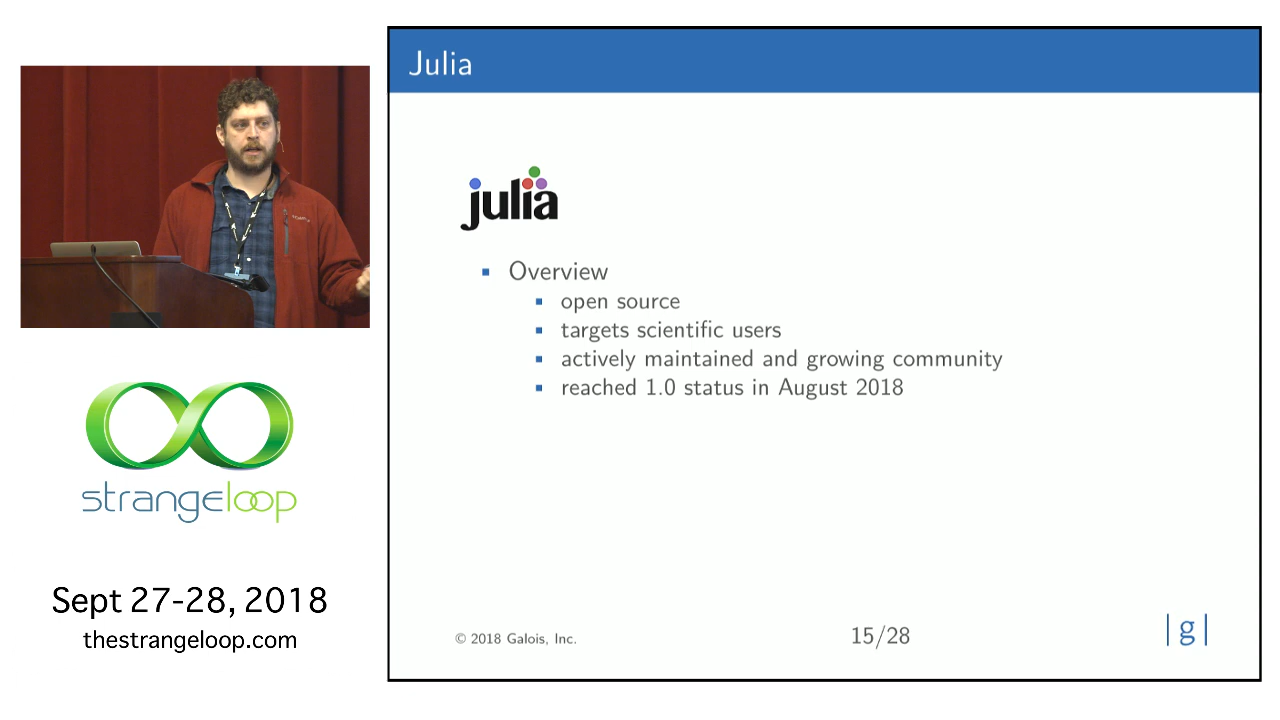 Julia
julia
Overview
open source
targets scientific users
actively maintained and growing community
reached 1.0 status in August 2018
© 2018 Galois, Inc.
15/28
|g|
strangeloop
Sept 27-28, 2018
thestrangeloop.com